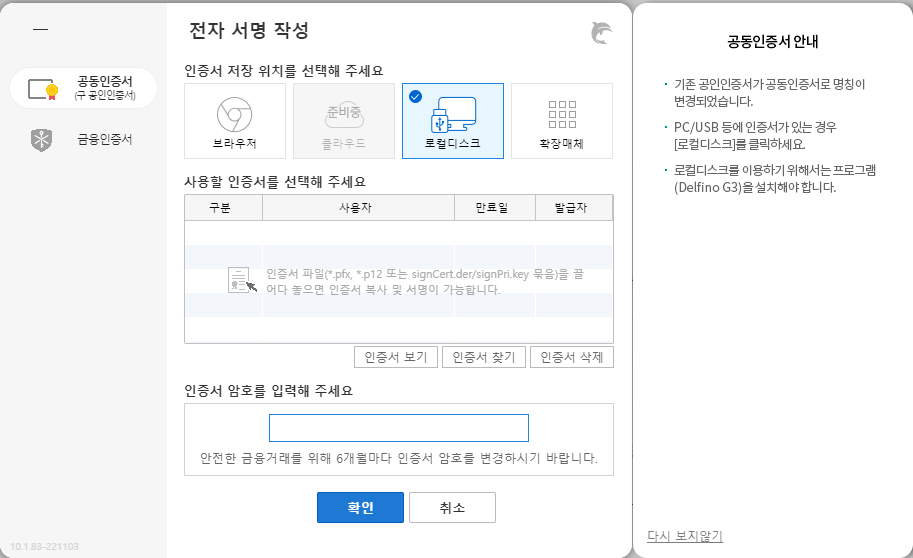 전자 서명 작성
공동인증서
(구 공인인증서)
금융인증서
인증서 저장 위치를 선택해 주세요
브라우저
준비중
클라우드
로컬디스크
확장매체
사용할 인증서를 선택해 주세요
구분 사용자 만료일 발급자
인증서 파일(*.pfx, *.p12 또는 signCert.der/signPri.key 묶음)을 끌
어다 놓으면 인증서 복사 및 서명이 가능합니다.
인증서 보기 인증서 찾기 인증서 삭제
인증서 암호를 입력해 주세요
안전한 금융거래를 위해 6개월마다 인증서 암호를 변경하시기 바랍니다.
확인 취소
10.1.83-221103
공동인증서 안내
· 기존 공인인증서가 공동인증서로 명칭이
변경되었습니다.
· PC/USB 등에 인증서가 있는 경우
[로컬디스크]를 클릭하세요.
· 로컬디스크를 이용하기 위해서는 프로그램
(Delfino G3)을 설치해야 합니다.
다시 보지않기